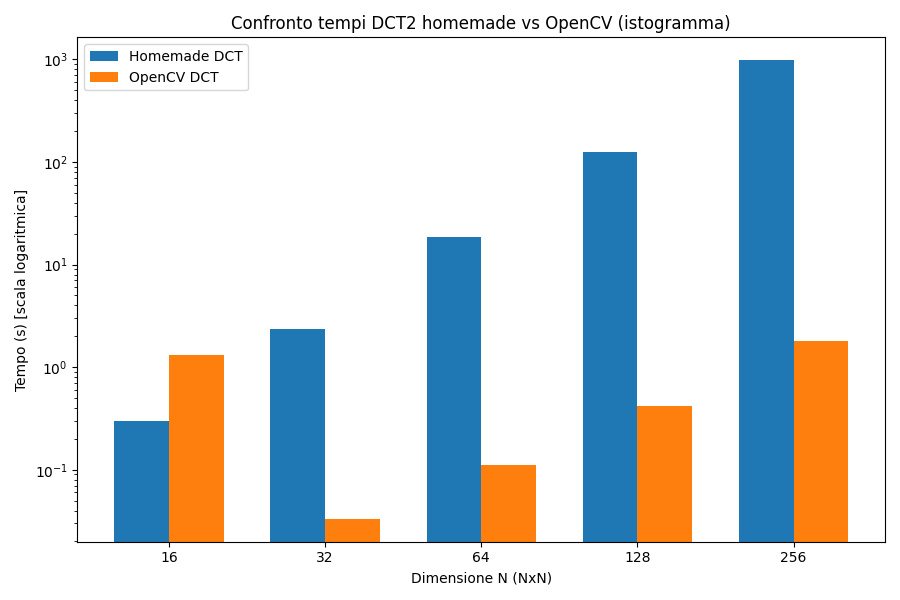 Confronto tempi DCT2 homemade vs OpenCV (istogramma)
Homemade DCT
OpenCV DCT
Tempo (s) [scala logaritmica]
10³
10²
10¹
10⁰
10⁻¹
16 32 64 128 256
Dimensione N (NxN)